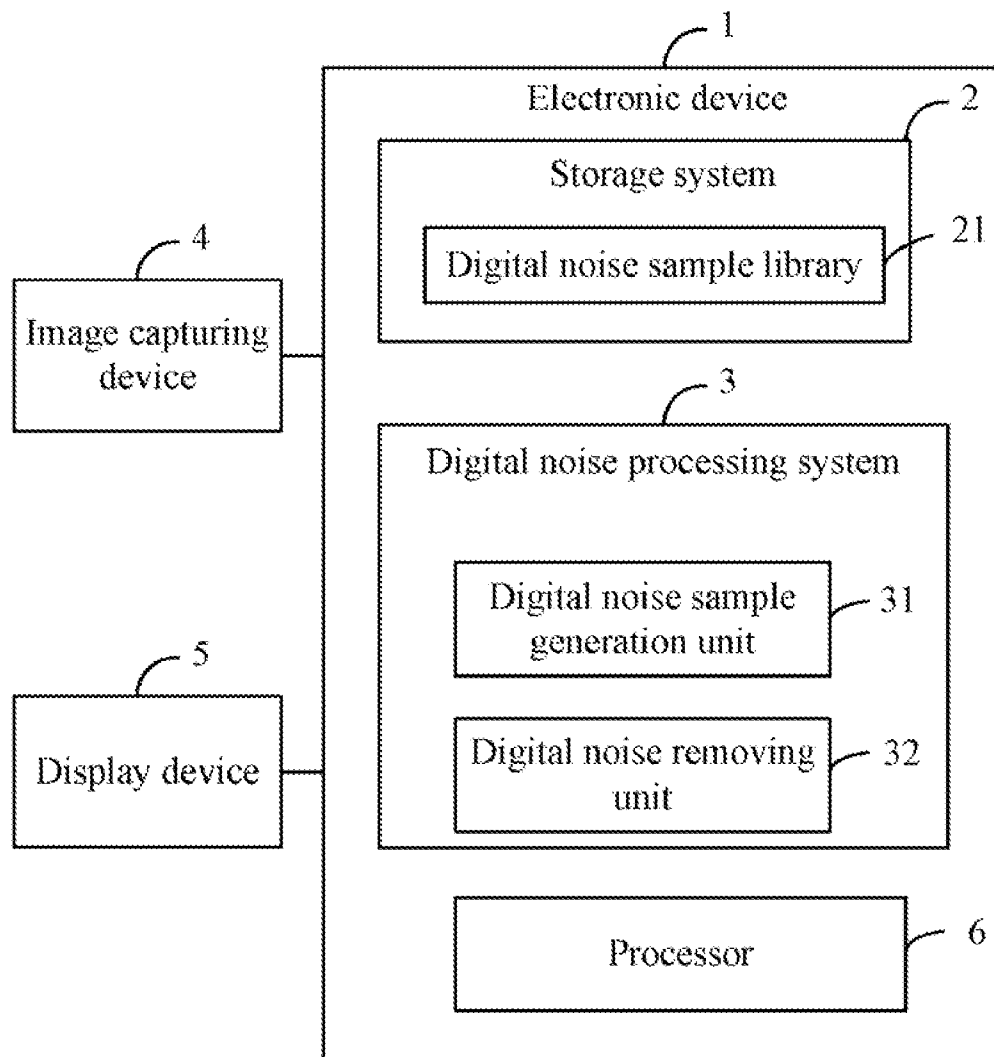 1
Electronic device
2
Storage system
21
Digital noise sample library
4
Image capturing
device
3
Digital noise processing system
31
Digital noise sample
generation unit
5
Display device
32
Digital noise removing
unit
6
Processor